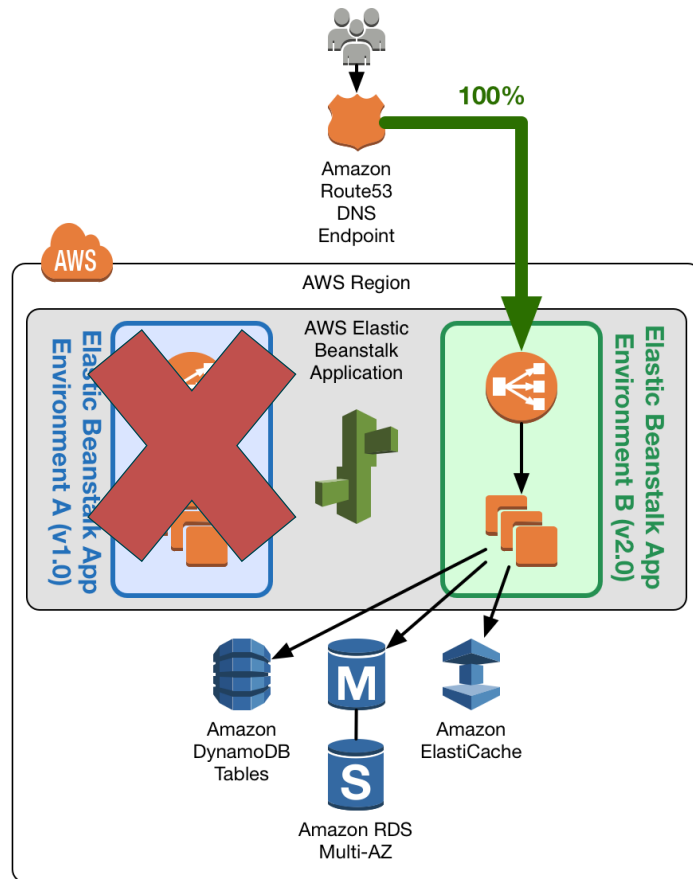 100%
Amazon
Route53
DNS
Endpoint
AWS
AWS Region
Elastic Beanstalk App
Environment A (v1.0)
AWS Elastic
Beanstalk
Application
Elastic Beanstalk App
Environment B (v2.0)
M
S
Amazon
DynamoDB
Tables
Amazon
ElastiCache
Amazon RDS
Multi-AZ